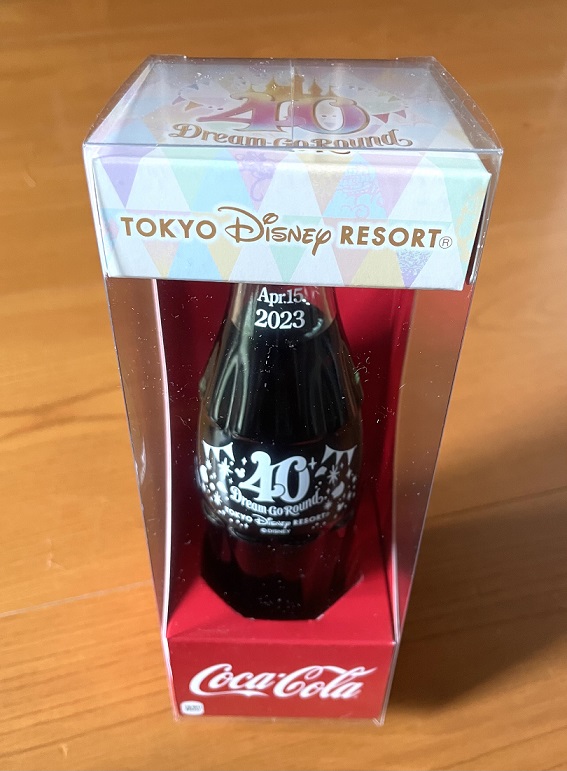 40
Dream Go Round
TOKYO Disney RESORT®
Apr.15.
2023
40
Dream Go Round
TOKYO Disney RESORT
©DISNEY
Coca-Cola